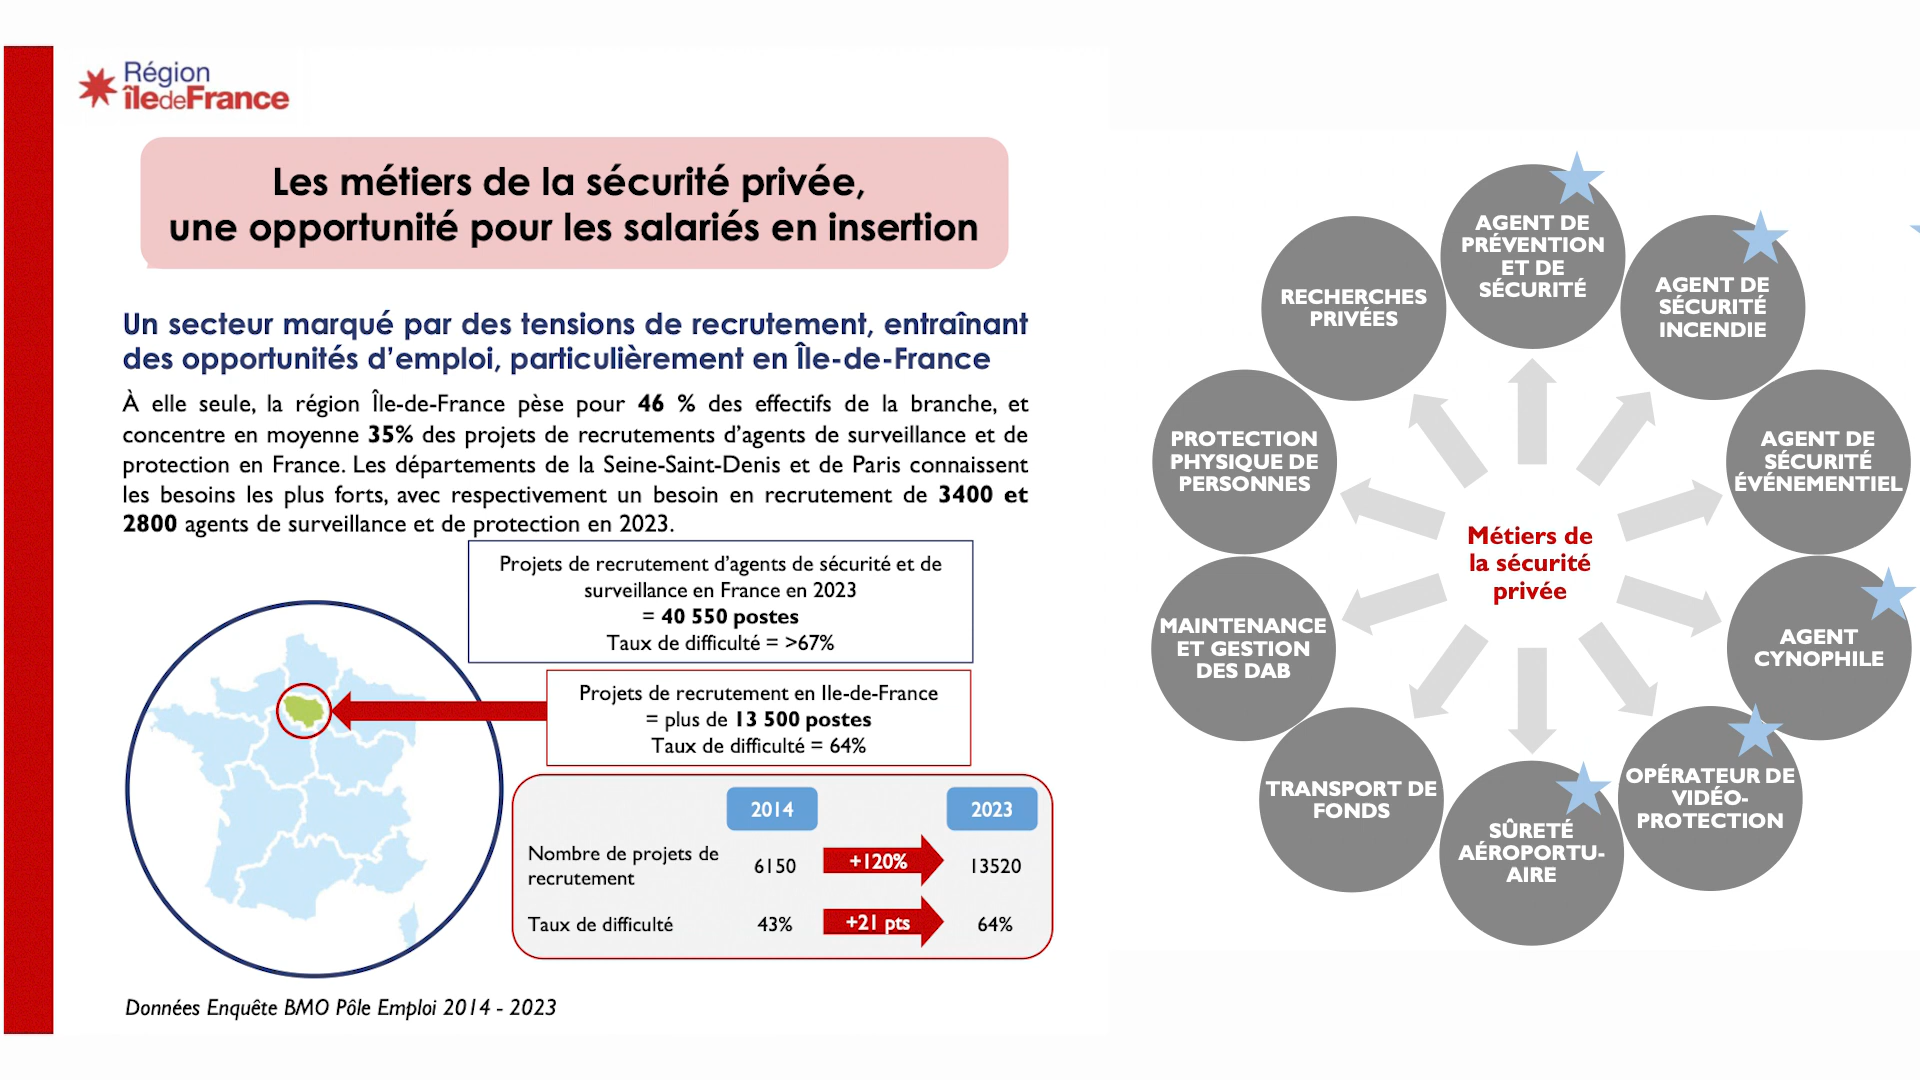 Région
îledeFrance
Les métiers de la sécurité privée,
une opportunité pour les salariés en insertion
Un secteur marqué par des tensions de recrutement, entraînant
des opportunités d’emploi, particulièrement en Île-de-France
À elle seule, la région Île-de-France pèse pour 46 % des effectifs de la branche, et
concentre en moyenne 35% des projets de recrutements d’agents de surveillance et de
protection en France. Les départements de la Seine-Saint-Denis et de Paris connaissent
les besoins les plus forts, avec respectivement un besoin en recrutement de 3400 et
2800 agents de surveillance et de protection en 2023.
Projets de recrutement d’agents de sécurité et de
surveillance en France en 2023
= 40 550 postes
Taux de difficulté = >67%
Projets de recrutement en Ile-de-France
= plus de 13 500 postes
Taux de difficulté = 64%
2014
2023
Nombre de projets de
recrutement
6150
+120%
13520
Taux de difficulté
43%
+21 pts
64%
Données Enquête BMO Pôle Emploi 2014 - 2023
Métiers de
la sécurité
privée
AGENT DE
PRÉVENTION
ET DE
SÉCURITÉ
AGENT DE
SÉCURITÉ
INCENDIE
AGENT DE
SÉCURITÉ
ÉVÉNEMENTIEL
AGENT
CYNOPHILE
OPÉRATEUR DE
VIDÉO-
PROTECTION
SÛRETÉ
AÉROPORTU-
AIRE
TRANSPORT DE
FONDS
MAINTENANCE
ET GESTION
DES DAB
PROTECTION
PHYSIQUE DE
PERSONNES
RECHERCHES
PRIVÉES